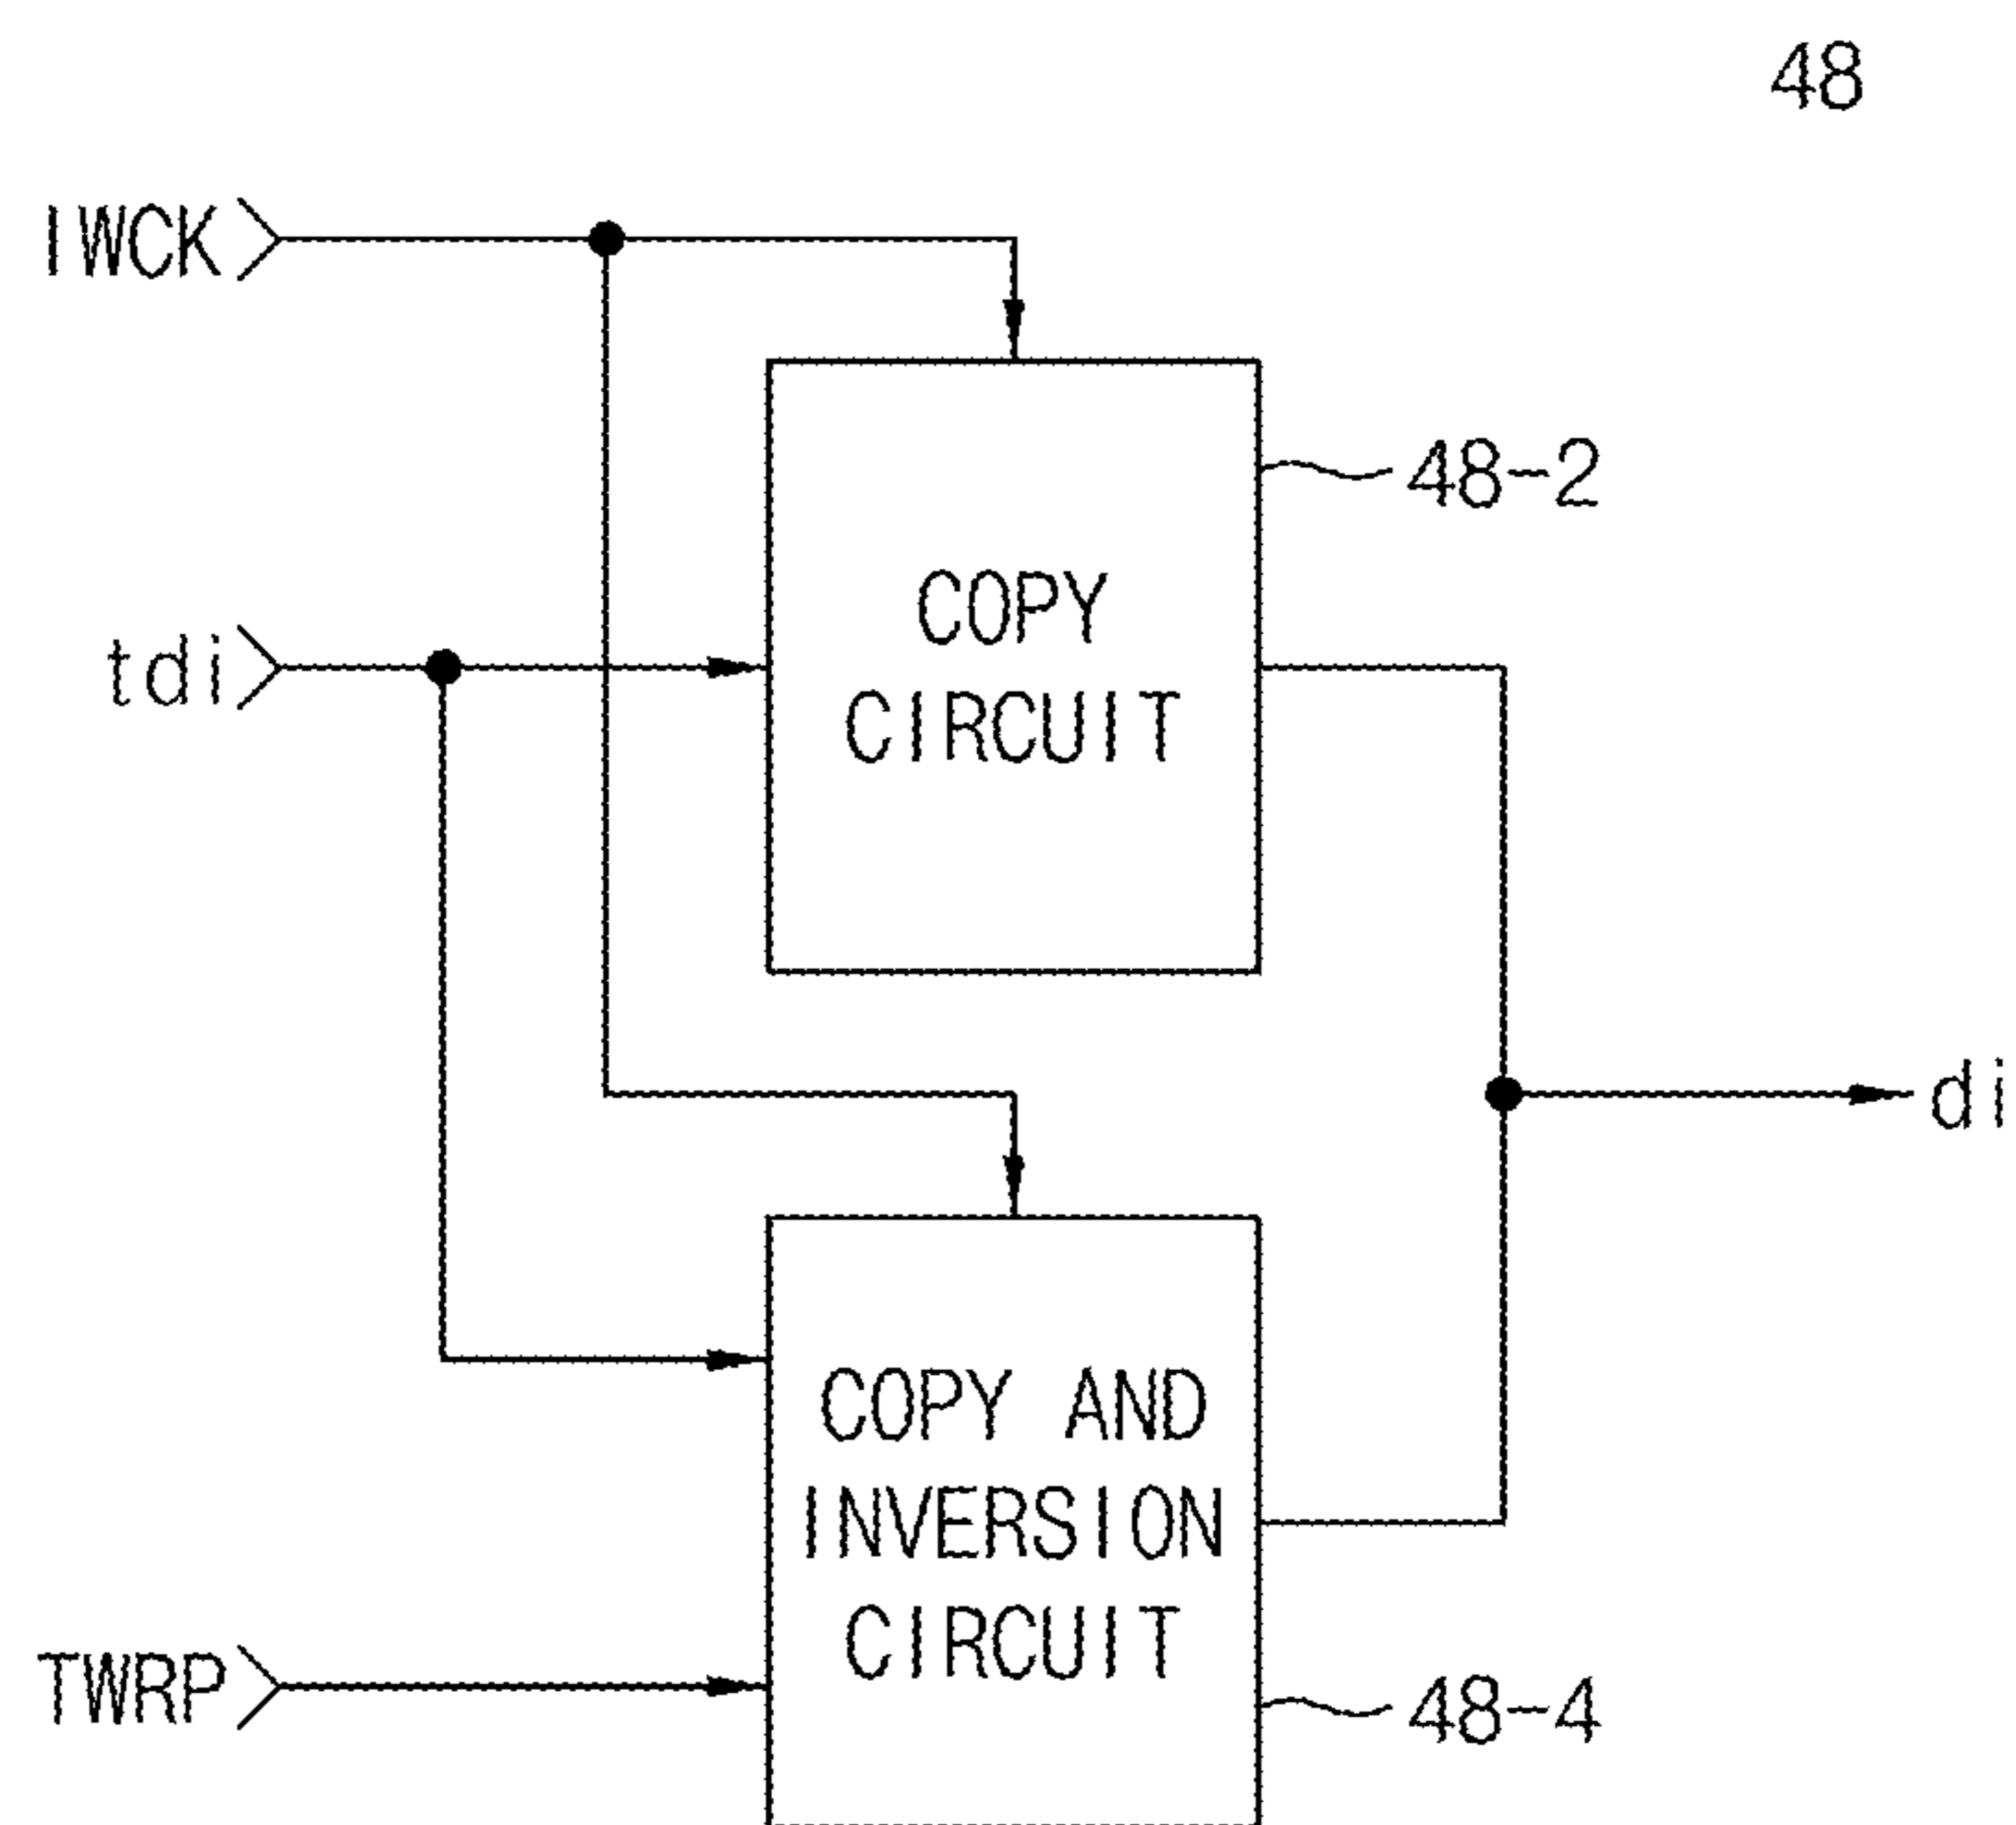 48
IWCK
48-2
COPY
CIRCUIT
tdi
di
COPY AND
INVERSION
CIRCUIT
TWRP
48-4